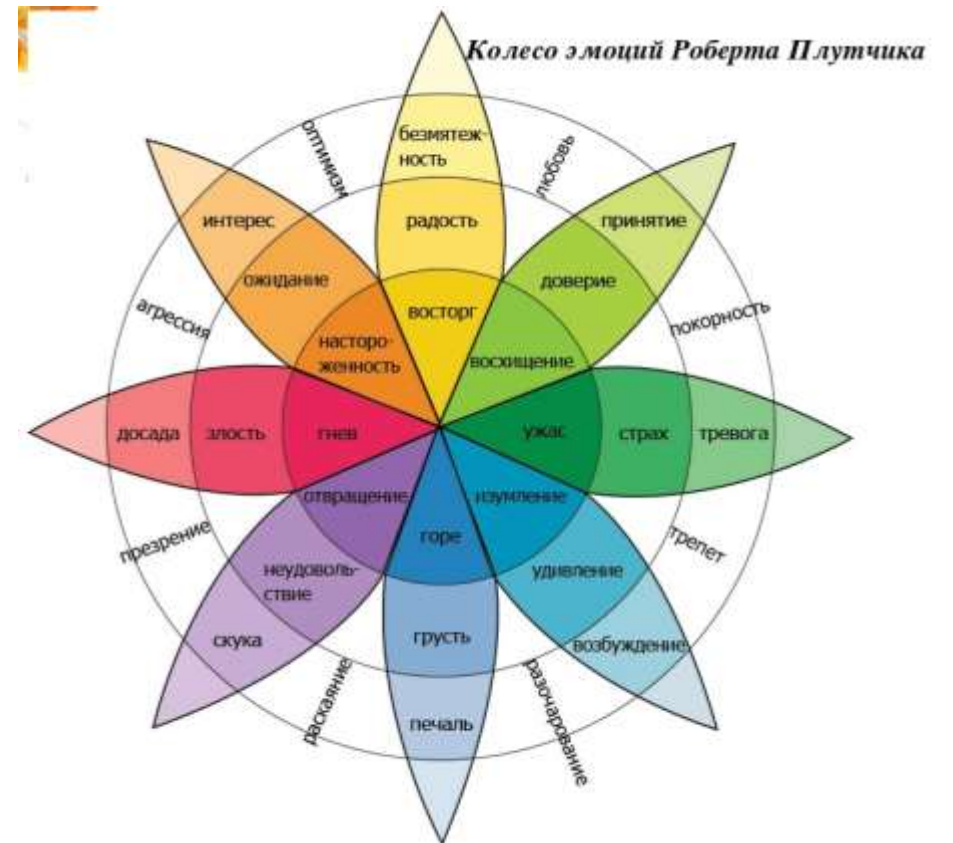 Колесо эмоций Роберта Плутчика
оптимизм
безмятеж-
ность
любовь
интерес
радость
принятие
ожидание
доверие
агрессия
восторг
покорность
насторо-
женность
восхищение
досада
злость
гнев
ужас
страх
тревога
отвращение
изумление
презрение
горе
трепет
неудоволь-
ствие
удивление
скука
грусть
возбуждение
раскаяние
печаль
разочарование